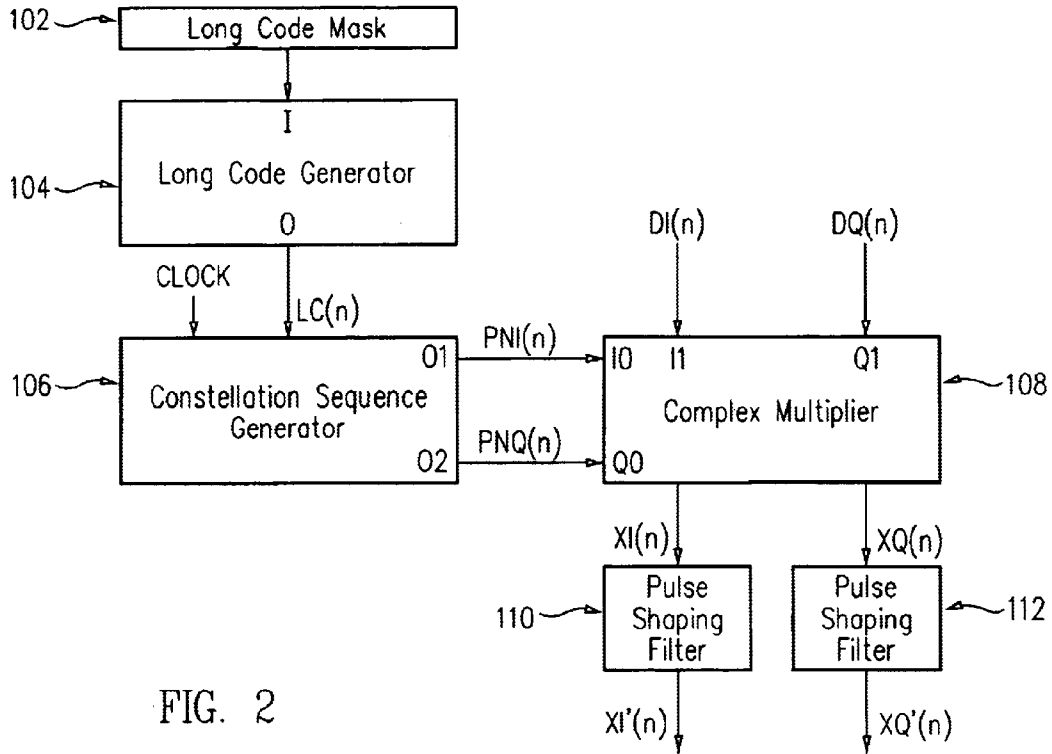 102
Long Code Mask
I
104
Long Code Generator
O
CLOCK
LC(n)
DI(n)
DQ(n)
106
Constellation Sequence
Generator
O1
O2
PNI(n)
PNQ(n)
I0
I1
Q1
Q0
Complex Multiplier
108
XI(n)
XQ(n)
110
Pulse
Shaping
Filter
Pulse
Shaping
Filter
112
XI'(n)
XQ'(n)
FIG. 2